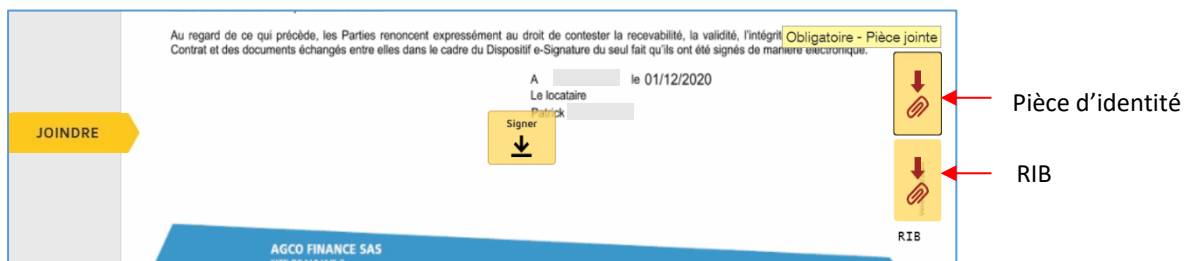 Au regard de ce qui précède, les Parties renoncent expressément au droit de contester la recevabilité, la validité, l'intégrit
Obligatoire - Pièce jointe
Contrat et des documents échangés entre elles dans le cadre du Dispositif e-Signature du seul fait qu'ils ont été signés de manière électronique.
A le 01/12/2020
Le locataire
Patrick
Signer
JOINDRE
Pièce d'identité
RIB
RIB
AGCO FINANCE SAS